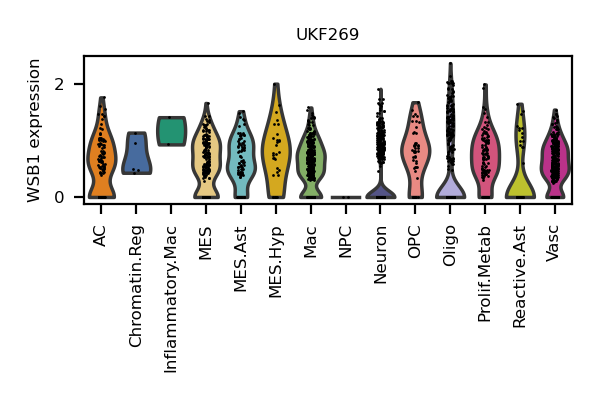 UKF269
WSB1 expression
2
0
AC
Chromatin.Reg
Inflammatory.Mac
MES
MES.Ast
MES.Hyp
Mac
NPC
Neuron
OPC
Oligo
Prolif.Metab
Reactive.Ast
Vasc